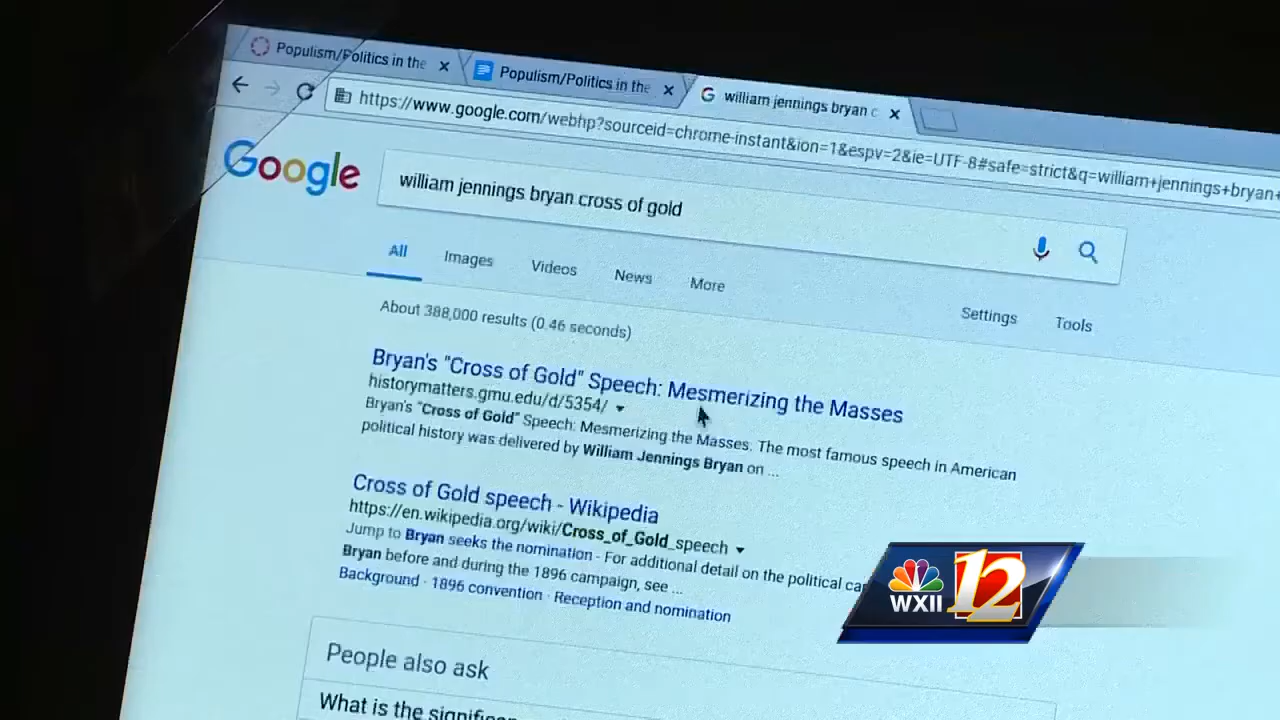 Populism/Politics in the
Populism/Politics in the
william jennings bryan c
https://www.google.com/webhp?sourceid=chrome-instant&ion=1&espv=2&ie=UTF-8#safe=strict&q=william+jennings+bryan+
Google
william jennings bryan cross of gold
All Images Videos News More
Settings Tools
About 388,000 results (0.46 seconds)
Bryan's "Cross of Gold" Speech: Mesmerizing the Masses
historymatters.gmu.edu/d/5354/
Bryan's "Cross of Gold" Speech: Mesmerizing the Masses. The most famous speech in American
political history was delivered by William Jennings Bryan on ...
Cross of Gold speech - Wikipedia
https://en.wikipedia.org/wiki/Cross_of_Gold_speech
Jump to Bryan seeks the nomination - For additional detail on the political
Bryan before and during the 1896 campaign, see ...
Background · 1896 convention · Reception and nomination
People also ask
What is the
WXII 12